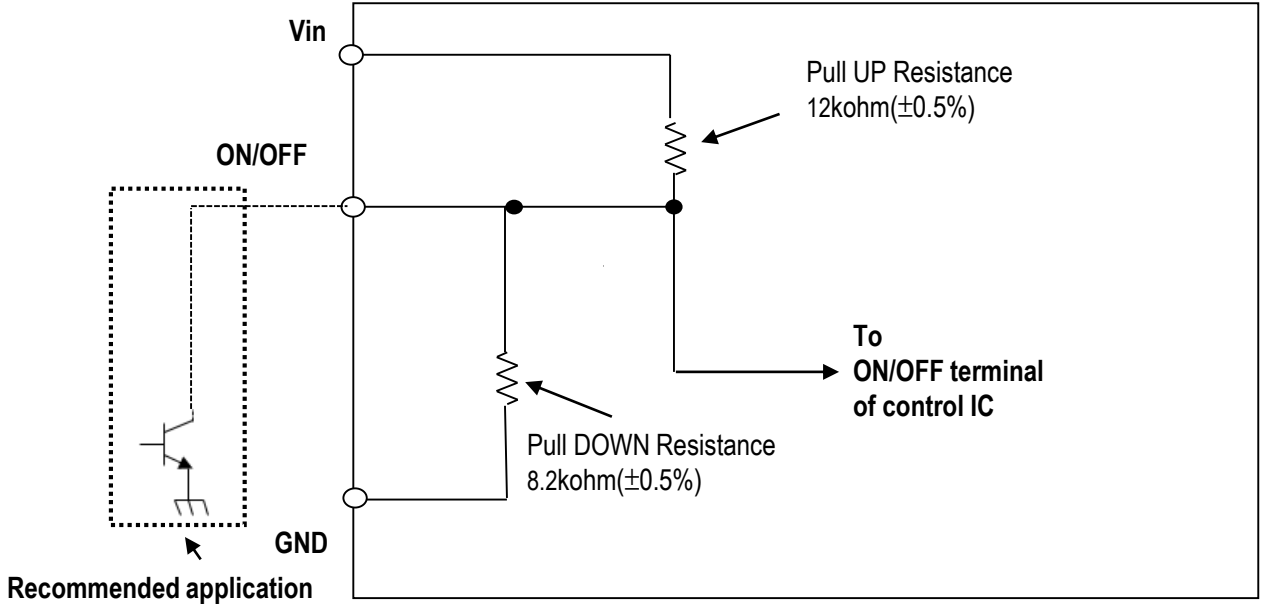 Vin
Pull UP Resistance
12kohm(±0.5%)
ON/OFF
To
ON/OFF terminal
of control IC
Pull DOWN Resistance
8.2kohm(±0.5%)
GND
Recommended application